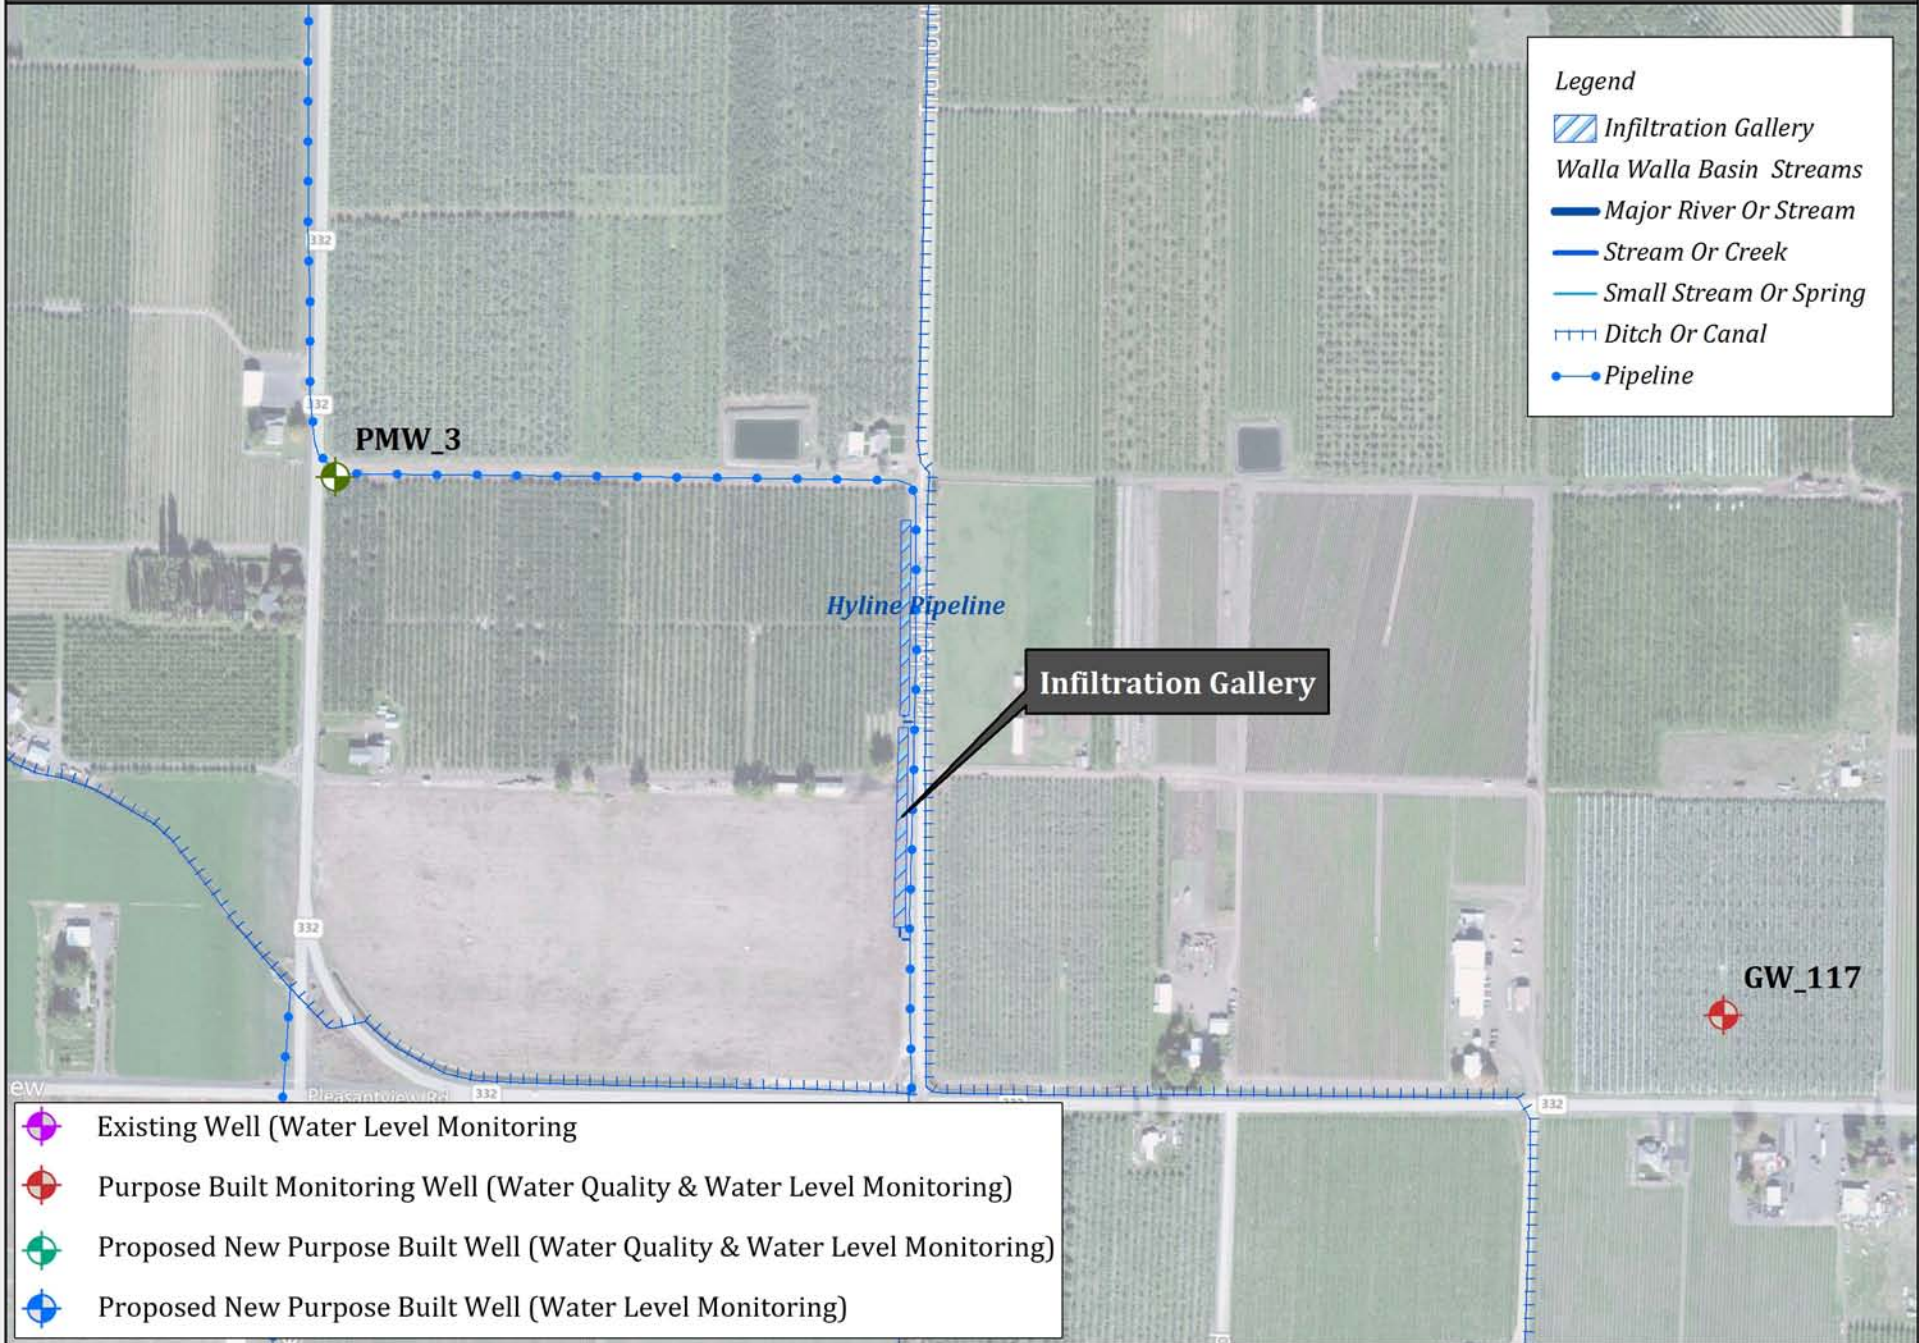 Legend
Infiltration Gallery
Walla Walla Basin Streams
Major River Or Stream
Stream Or Creek
Small Stream Or Spring
Ditch Or Canal
Pipeline
332
332
PMW_3
Hyline Pipeline
Infiltration Gallery
332
GW_117
ew
Pleasantview Rd
332
332
Existing Well (Water Level Monitoring
Purpose Built Monitoring Well (Water Quality & Water Level Monitoring)
Proposed New Purpose Built Well (Water Quality & Water Level Monitoring)
Proposed New Purpose Built Well (Water Level Monitoring)